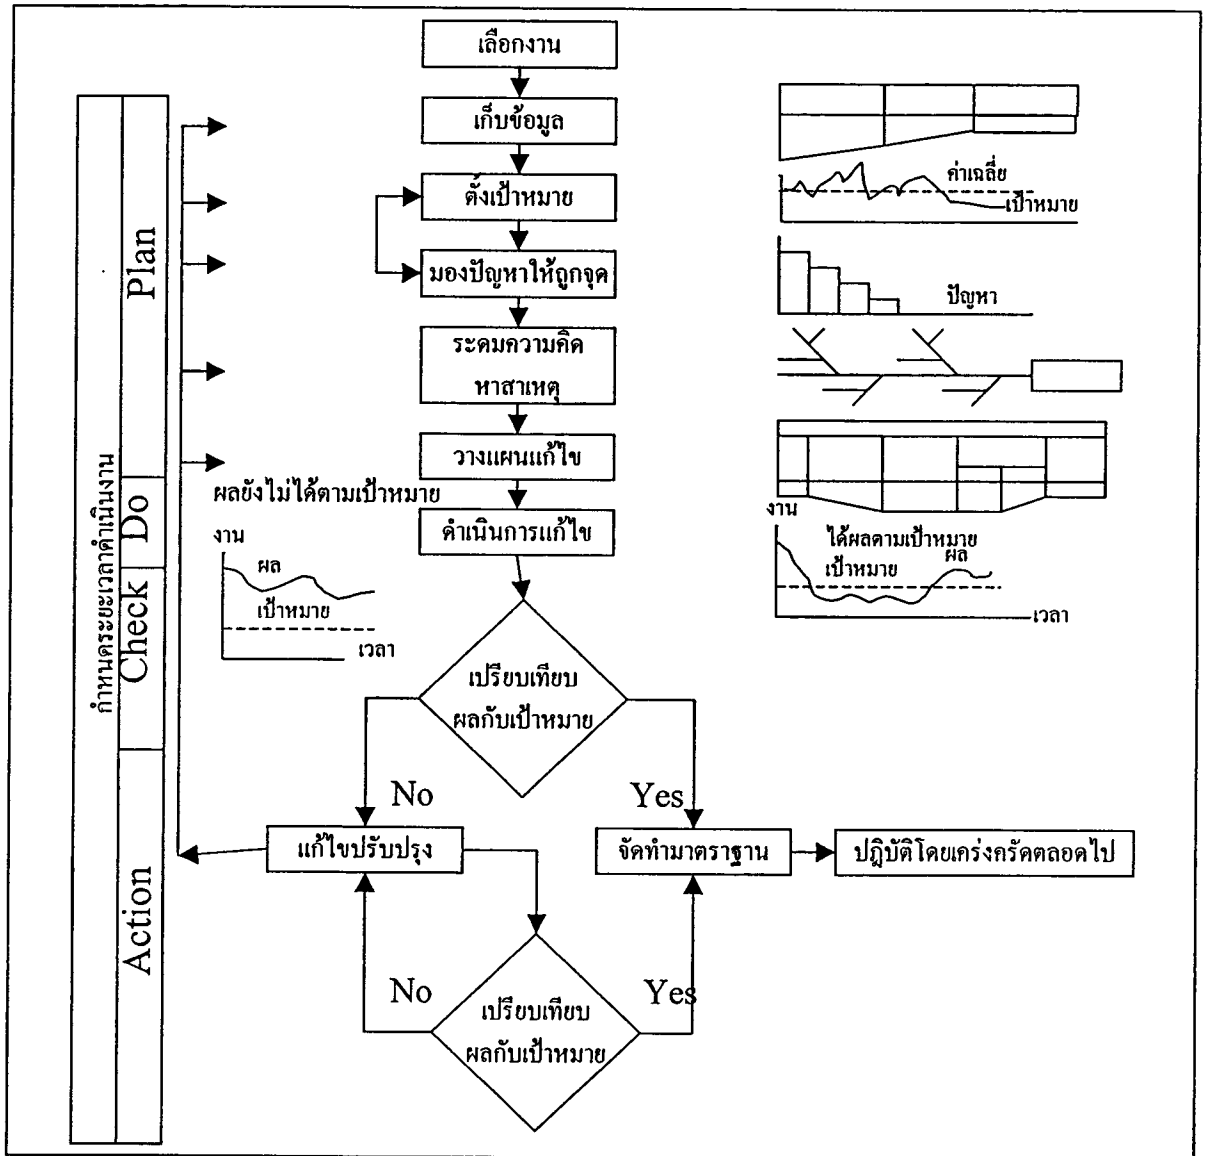 เลือกงาน
เก็บข้อมูล
ตั้งเป้าหมาย
มองปัญหาให้ถูกจุด
ระดมความคิด
หาสาเหตุ
วางแผนแก้ไข
ดำเนินการแก้ไข
เปรียบเทียบ
ผลกับเป้าหมาย
No
Yes
แก้ไขปรับปรุง
จัดทำมาตราฐาน
ปฎิบัติโดยเคร่งครัดตลอดไป
เปรียบเทียบ
ผลกับเป้าหมาย
No
Yes
กำหนดระยะเวลาดำเนินงาน
Plan
Do
Check
Action
ผลยังไม่ได้ตามเป้าหมาย
งาน
ผล
เป้าหมาย
เวลา
ค่าเฉลี่ย
เป้าหมาย
ปัญหา
งาน
ได้ผลตามเป้าหมาย
เป้าหมาย
ผล
เวลา